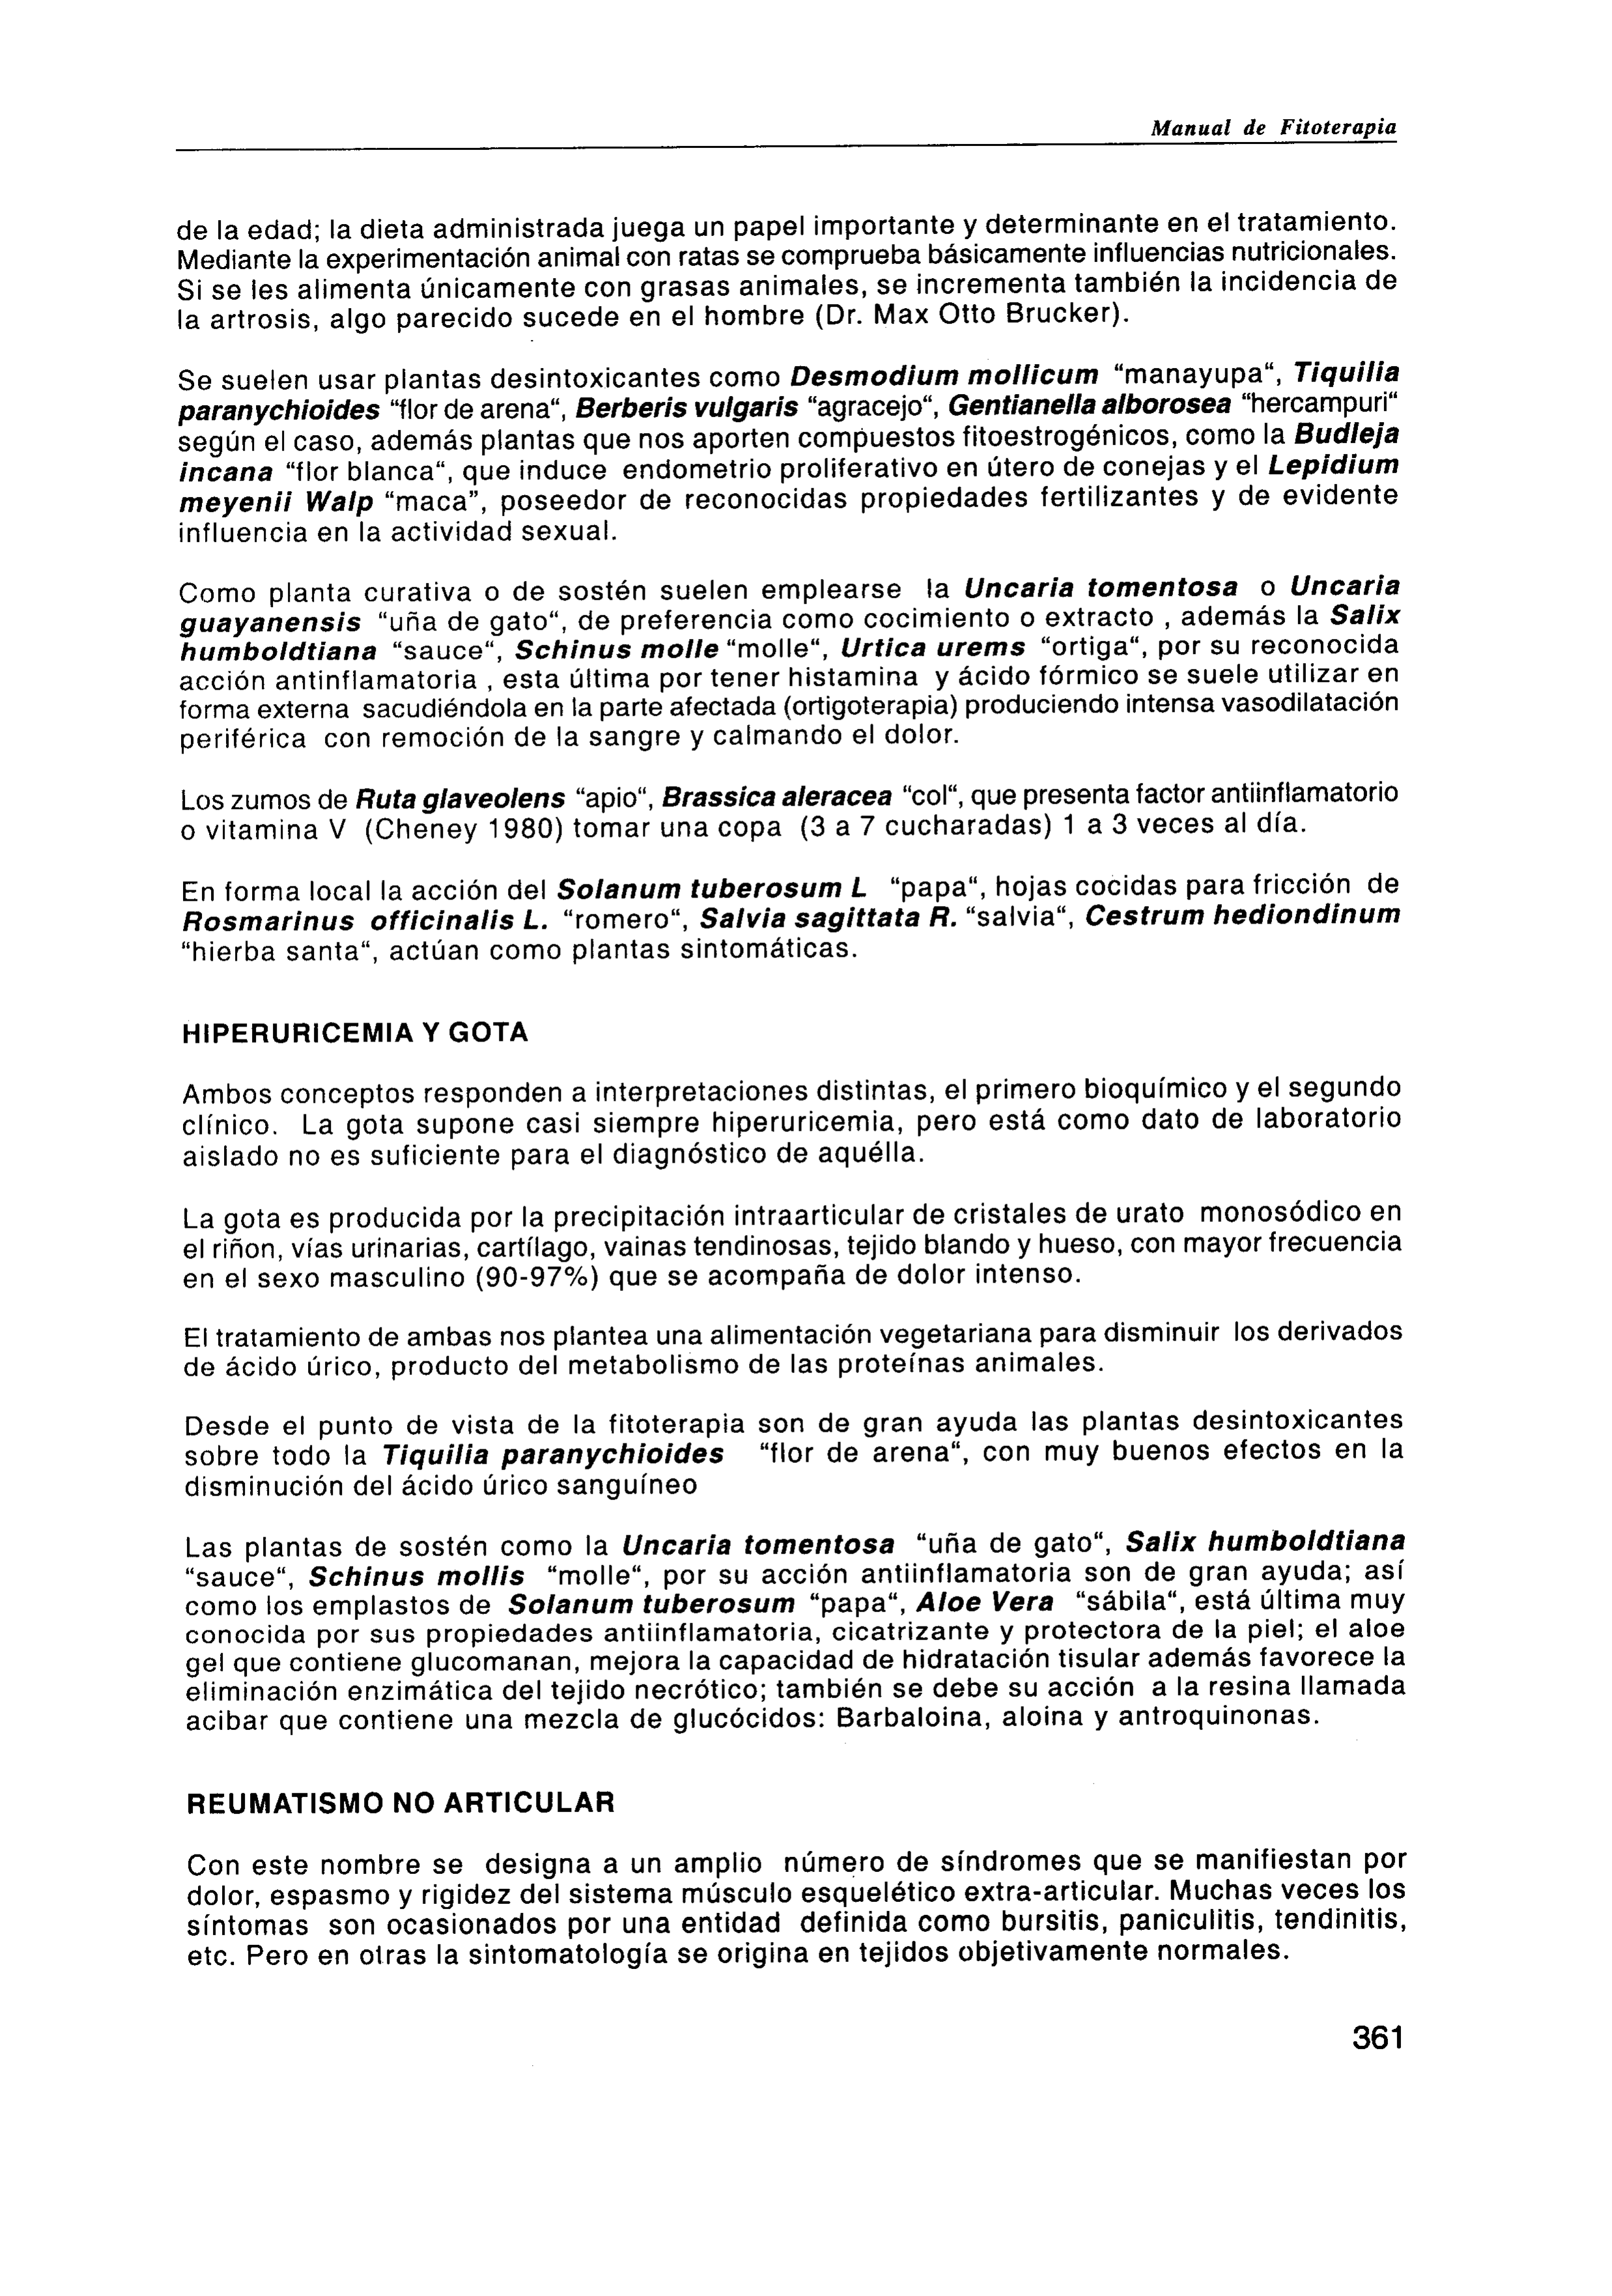 Manual de Fitoterapia
de la edad; la dieta administrada juega un papel importante y determinante en el tratamiento.
Mediante la experimentación animal con ratas se comprueba básicamente influencias nutricionales.
Si se les alimenta únicamente con grasas animales, se incrementa también la incidencia de
la artrosis, algo parecido sucede en el hombre (Dr. Max Otto Brucker).
Se suelen usar plantas desintoxicantes como Desmodium mollicum “manayupa“, Tiquilia
paranychioides “flor de arena“, Berberis vulgaris “agracejo“, Gentianella alborosea “hercampuri“
según el caso, además plantas que nos aporten compuestos fitoestrogénicos, como la Budleja
incana “flor blanca“, que induce endometrio proliferativo en útero de conejas y el Lepidium
meyenii Walp “maca”, poseedor de reconocidas propiedades fertilizantes y de evidente
influencia en la actividad sexual.
Como planta curativa o de sostén suelen emplearse la Uncaria tomentosa o Uncaria
guayanensis “uña de gato“, de preferencia como cocimiento o extracto , además la Salix
humboldtiana “sauce“, Schinus molle “molle“, Urtica urems “ortiga“, por su reconocida
acción antinflamatoria , esta última por tener histamina y ácido fórmico se suele utilizar en
forma externa sacudiéndola en la parte afectada (ortigoterapia) produciendo intensa vasodilatación
periférica con remoción de la sangre y calmando el dolor.
Los zumos de Ruta glaveolens “apio“, Brassica aleracea “col“, que presenta factor antiinflamatorio
o vitamina V (Cheney 1980) tomar una copa (3 a 7 cucharadas) 1 a 3 veces al día.
En forma local la acción del Solanum tuberosum L “papa“, hojas cocidas para fricción de
Rosmarinus officinalis L. “romero“, Salvia sagittata R. “salvia“, Cestrum hediondinum
“hierba santa“, actúan como plantas sintomáticas.
HIPERURICEMIA Y GOTA
Ambos conceptos responden a interpretaciones distintas, el primero bioquímico y el segundo
clínico. La gota supone casi siempre hiperuricemia, pero está como dato de laboratorio
aislado no es suficiente para el diagnóstico de aquélla.
La gota es producida por la precipitación intraarticular de cristales de urato monosódico en
el riñon, vías urinarias, cartílago, vainas tendinosas, tejido blando y hueso, con mayor frecuencia
en el sexo masculino (90-97%) que se acompaña de dolor intenso.
El tratamiento de ambas nos plantea una alimentación vegetariana para disminuir los derivados
de ácido úrico, producto del metabolismo de las proteínas animales.
Desde el punto de vista de la fitoterapia son de gran ayuda las plantas desintoxicantes
sobre todo la Tiquilia paranychioides “flor de arena“, con muy buenos efectos en la
disminución del ácido úrico sanguíneo
Las plantas de sostén como la Uncaria tomentosa “uña de gato“, Salix humboldtiana
“sauce“, Schinus mollis “molle“, por su acción antiinflamatoria son de gran ayuda; así
como los emplastos de Solanum tuberosum “papa“, Aloe Vera “sábila“, está última muy
conocida por sus propiedades antiinflamatoria, cicatrizante y protectora de la piel; el aloe
gel que contiene glucomanan, mejora la capacidad de hidratación tisular además favorece la
eliminación enzimática del tejido necrótico; también se debe su acción a la resina llamada
acibar que contiene una mezcla de glucócidos: Barbaloina, aloina y antroquinonas.
REUMATISMO NO ARTICULAR
Con este nombre se designa a un amplio número de síndromes que se manifiestan por
dolor, espasmo y rigidez del sistema músculo esquelético extra-articular. Muchas veces los
síntomas son ocasionados por una entidad definida como bursitis, paniculitis, tendinitis,
etc. Pero en otras la sintomatología se origina en tejidos objetivamente normales.
361